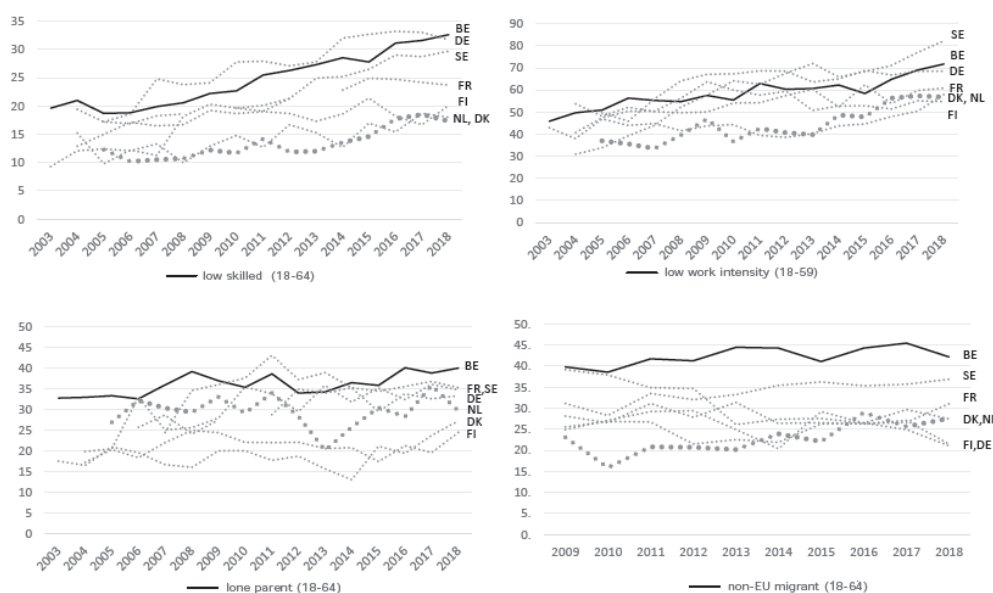 35
30
25
20
15
10
5
0
BE
DE
SE
FR
FI
NL, DK
2003 2004 2005 2006 2007 2008 2009 2010 2011 2012 2013 2014 2015 2016 2017 2018
low skilled (18-64)
90
80
70
60
50
40
30
20
10
0
SE
BE
DE
FR
DK, NL
FI
2003 2004 2005 2006 2007 2008 2009 2010 2011 2012 2013 2014 2015 2016 2017 2018
low work intensity (18-59)
50
45
40
35
30
25
20
15
10
5
0
BE
FR,SE
DE
NL
DK
FI
2003 2004 2005 2006 2007 2008 2009 2010 2011 2012 2013 2014 2015 2016 2017 2018
lone parent (18-64)
50.
45.
40.
35.
30.
25.
20.
15.
10.
5.
0.
BE
SE
FR
DK,NL
FI,DE
2009 2010 2011 2012 2013 2014 2015 2016 2017 2018
non-EU migrant (18-64)